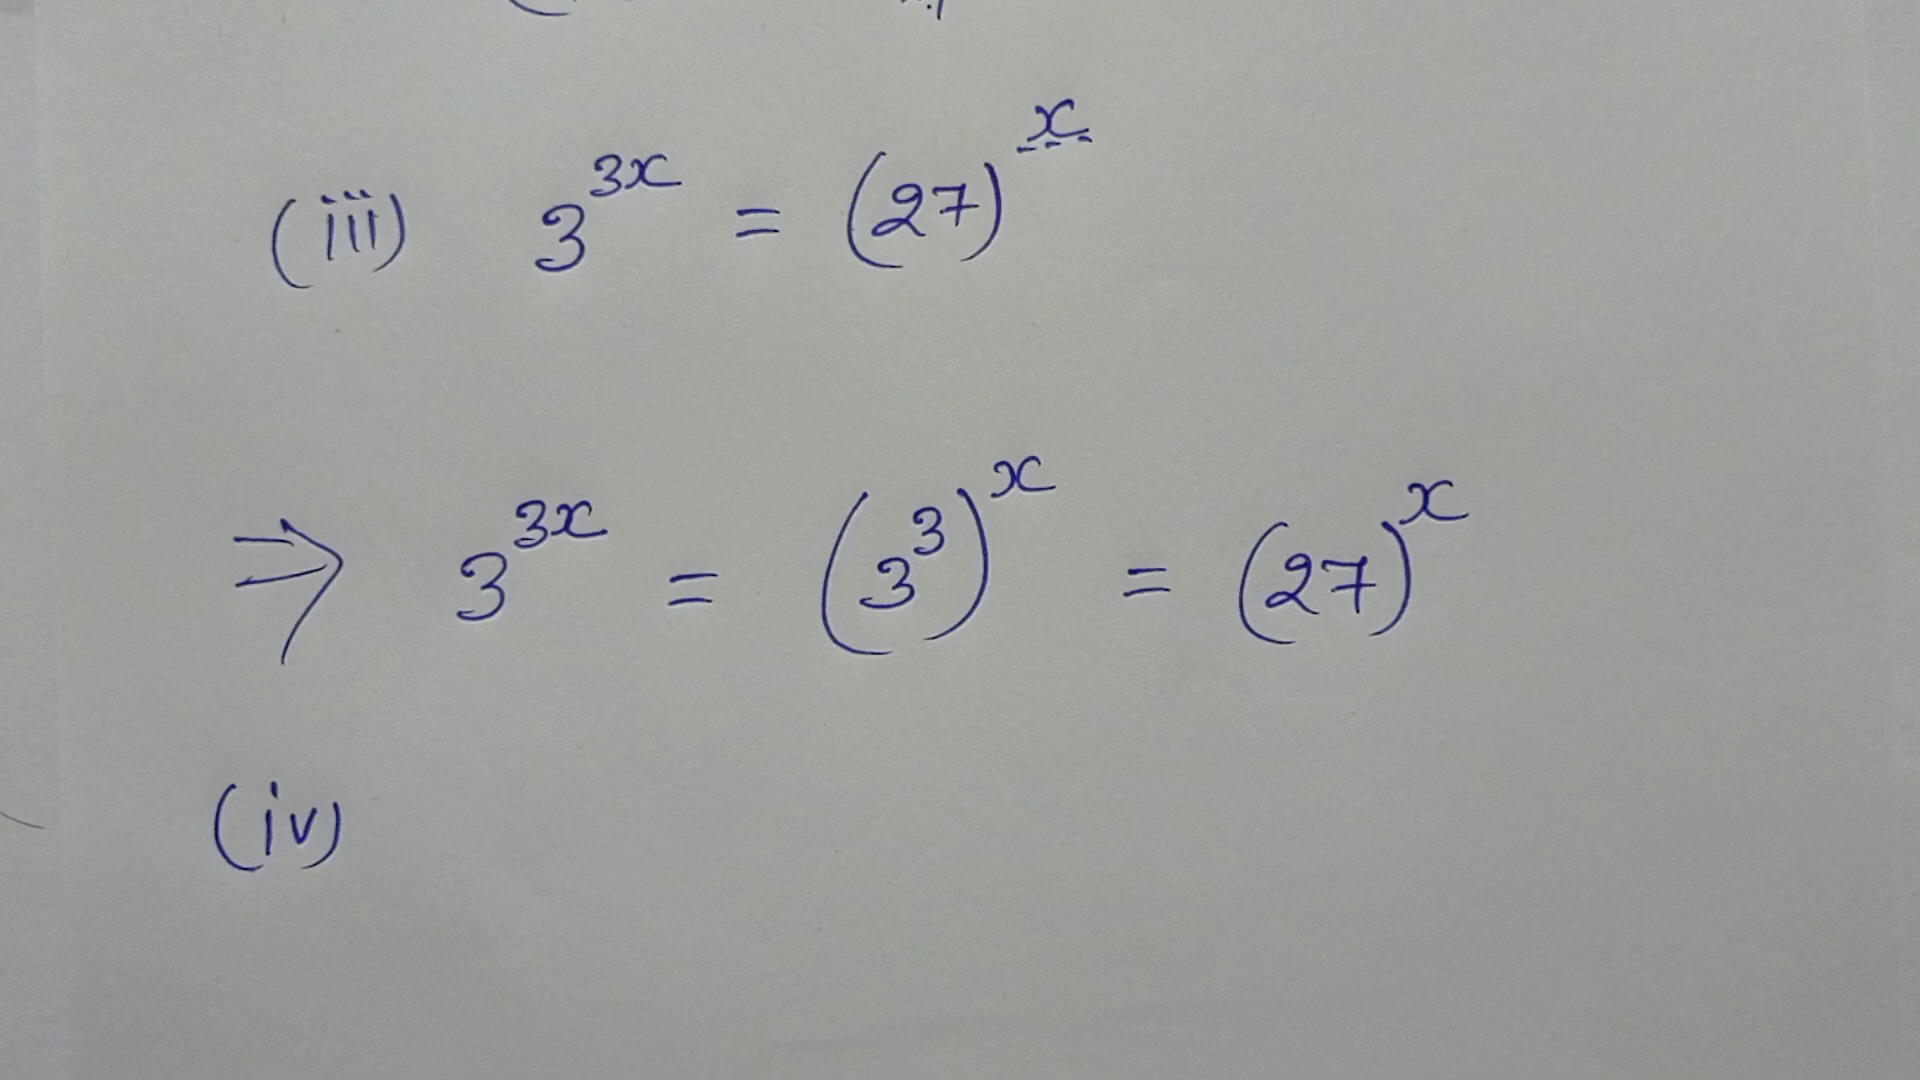 (iii) 3^{3x} = (27)^{x}
⇒ 3^{3x} = (3^{3})^{x} = (27)^{x}
(iv)